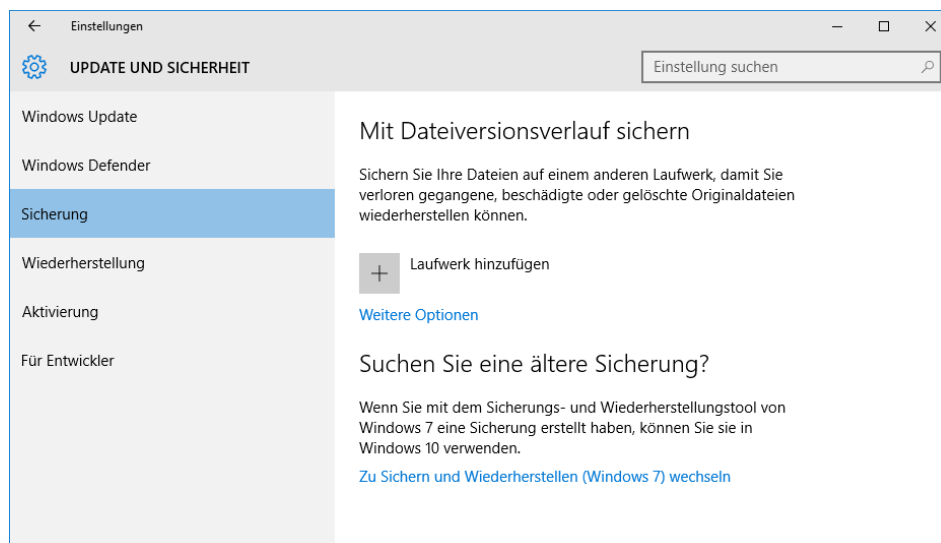 Einstellungen
UPDATE UND SICHERHEIT
Einstellung suchen
Windows Update
Windows Defender
Sicherung
Wiederherstellung
Aktivierung
Für Entwickler
Mit Dateiversionsverlauf sichern
Sichern Sie Ihre Dateien auf einem anderen Laufwerk, damit Sie
verloren gegangene, beschädigte oder gelöschte Originaldateien
wiederherstellen können.
Laufwerk hinzufügen
Weitere Optionen
Suchen Sie eine ältere Sicherung?
Wenn Sie mit dem Sicherungs- und Wiederherstellungstool von
Windows 7 eine Sicherung erstellt haben, können Sie sie in
Windows 10 verwenden.
Zu Sichern und Wiederherstellen (Windows 7) wechseln